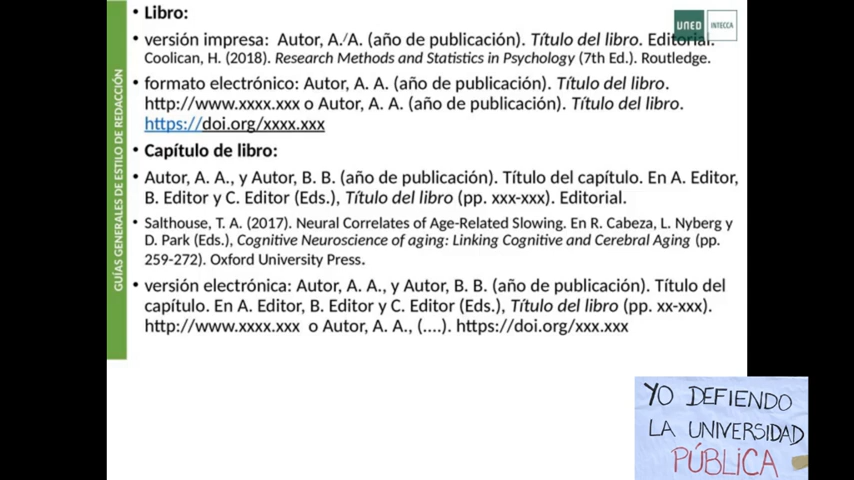 Libro:
versión impresa: Autor, A./A. (año de publicación). Título del libro. Editorial.
Coolican, H. (2018). Research Methods and Statistics in Psychology (7th Ed.). Routledge.
formato electrónico: Autor, A. A. (año de publicación). Título del libro.
http://www.xxxx.xxx o Autor, A. A. (año de publicación). Título del libro.
https://doi.org/xxxx.xxx
Capítulo de libro:
Autor, A. A., y Autor, B. B. (año de publicación). Título del capítulo. En A. Editor,
B. Editor y C. Editor (Eds.), Título del libro (pp. xxx-xxx). Editorial.
Salthouse, T. A. (2017). Neural Correlates of Age-Related Slowing. En R. Cabeza, L. Nyberg y
D. Park (Eds.), Cognitive Neuroscience of aging: Linking Cognitive and Cerebral Aging (pp.
259-272). Oxford University Press.
versión electrónica: Autor, A. A., y Autor, B. B. (año de publicación). Título del
capítulo. En A. Editor, B. Editor y C. Editor (Eds.), Título del libro (pp. xx-xxx).
http://www.xxxx.xxx o Autor, A. A., (....). https://doi.org/xxx.xxx
GUÍAS GENERALES DE ESTILO DE REDACCIÓN
UNED
INTECCA
YO DEFIENDO
LA UNIVERSIDAD
PÚBLICA